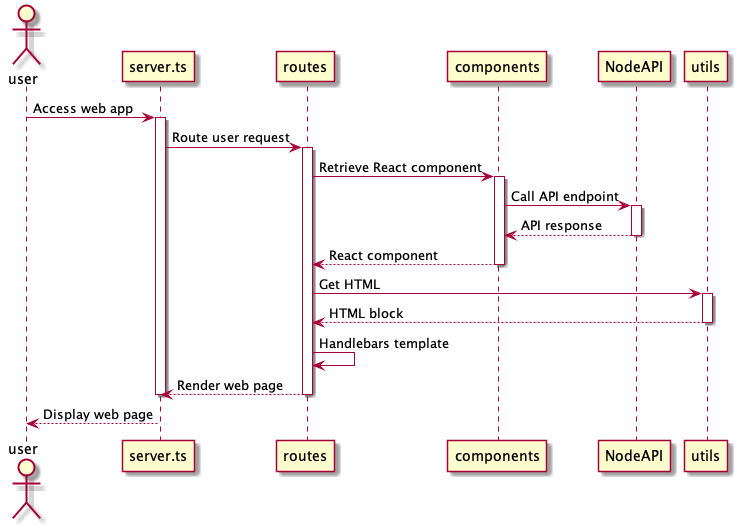 user
server.ts
routes
components
NodeAPI
utils
Access web app
Route user request
Retrieve React component
Call API endpoint
API response
React component
Get HTML
HTML block
Handlebars template
Render web page
Display web page
user
server.ts
routes
components
NodeAPI
utils